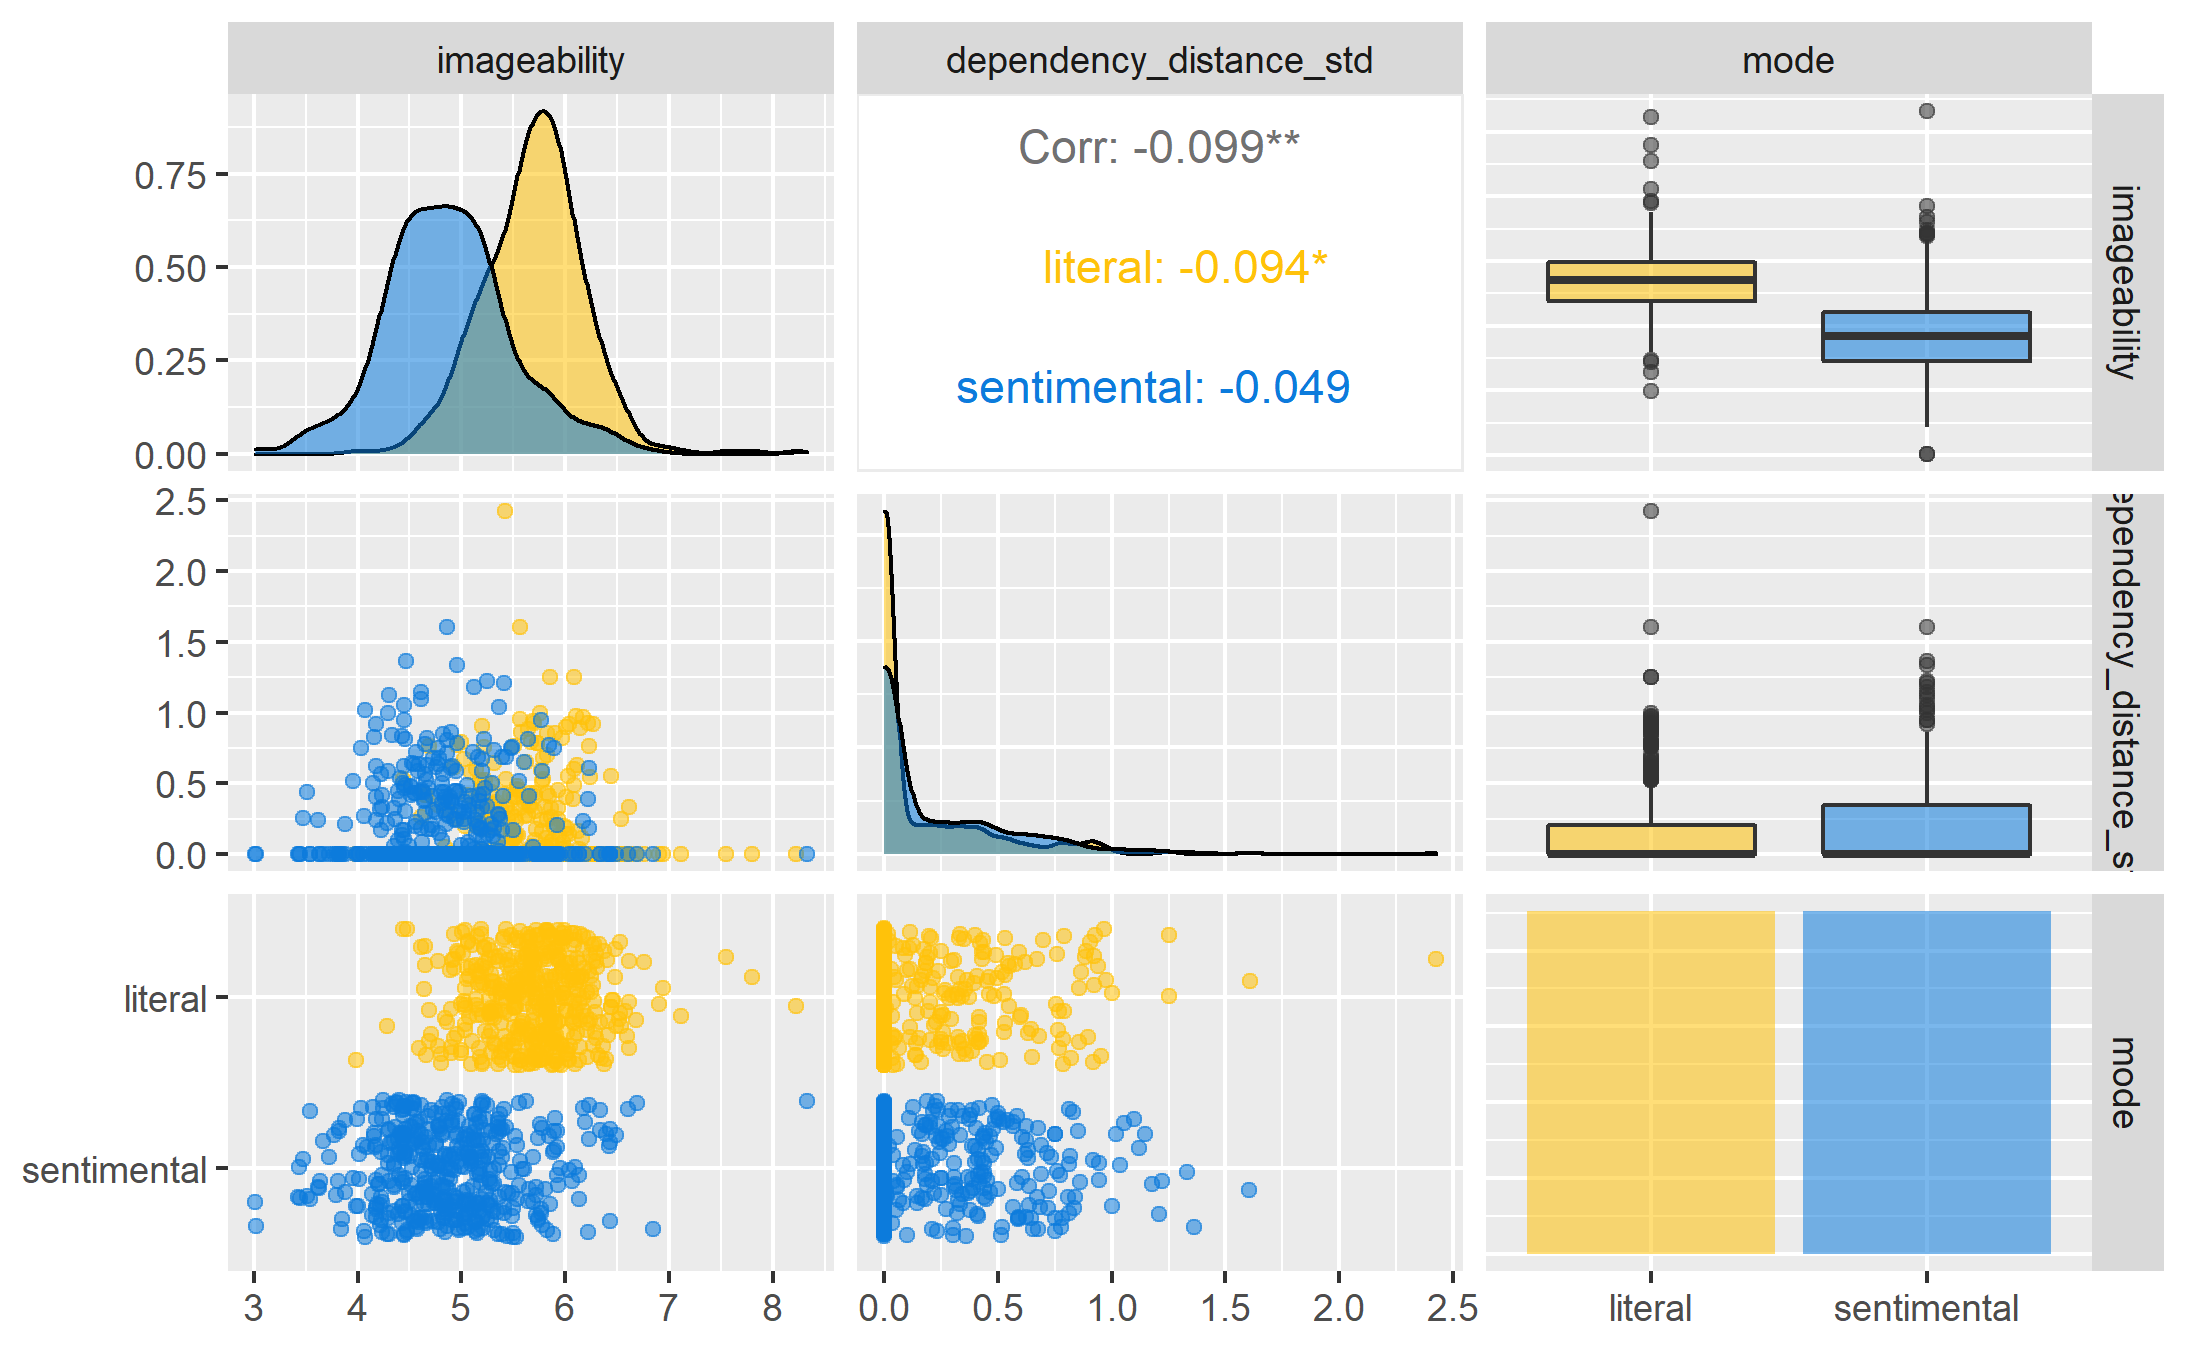 imageability
dependency_distance_std
mode
0.75
0.50
0.25
0.00
Corr: -0.099**
literal: -0.094*
sentimental: -0.049
imageability
2.5
2.0
1.5
1.0
0.5
0.0
ependency_distance_s
literal
sentimental
mode
3 4 5 6 7 8
0.0 0.5 1.0 1.5 2.0 2.5
literal sentimental